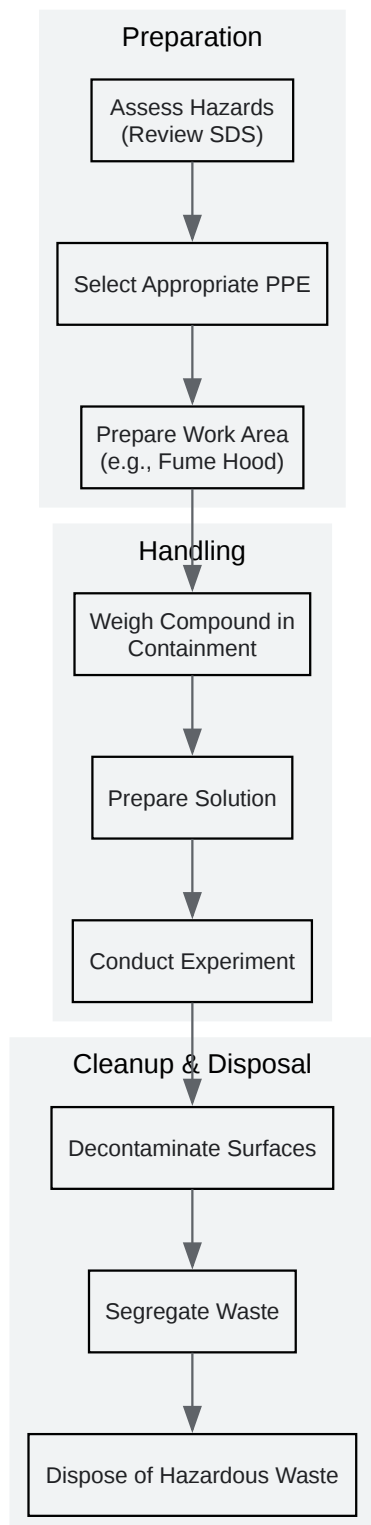 Preparation
Assess Hazards
(Review SDS)
Select Appropriate PPE
Prepare Work Area
(e.g., Fume Hood)
Handling
Weigh Compound in
Containment
Prepare Solution
Conduct Experiment
Cleanup & Disposal
Decontaminate Surfaces
Segregate Waste
Dispose of Hazardous Waste